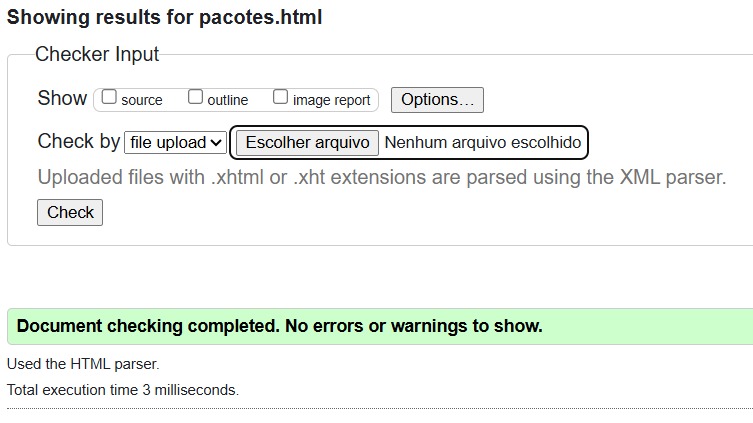 Showing results for pacotes.html
Checker Input
Show source outline image report Options...
Check by file upload Escolher arquivo Nenhum arquivo escolhido
Uploaded files with .xhtml or .xht extensions are parsed using the XML parser.
Check
Document checking completed. No errors or warnings to show.
Used the HTML parser.
Total execution time 3 milliseconds.